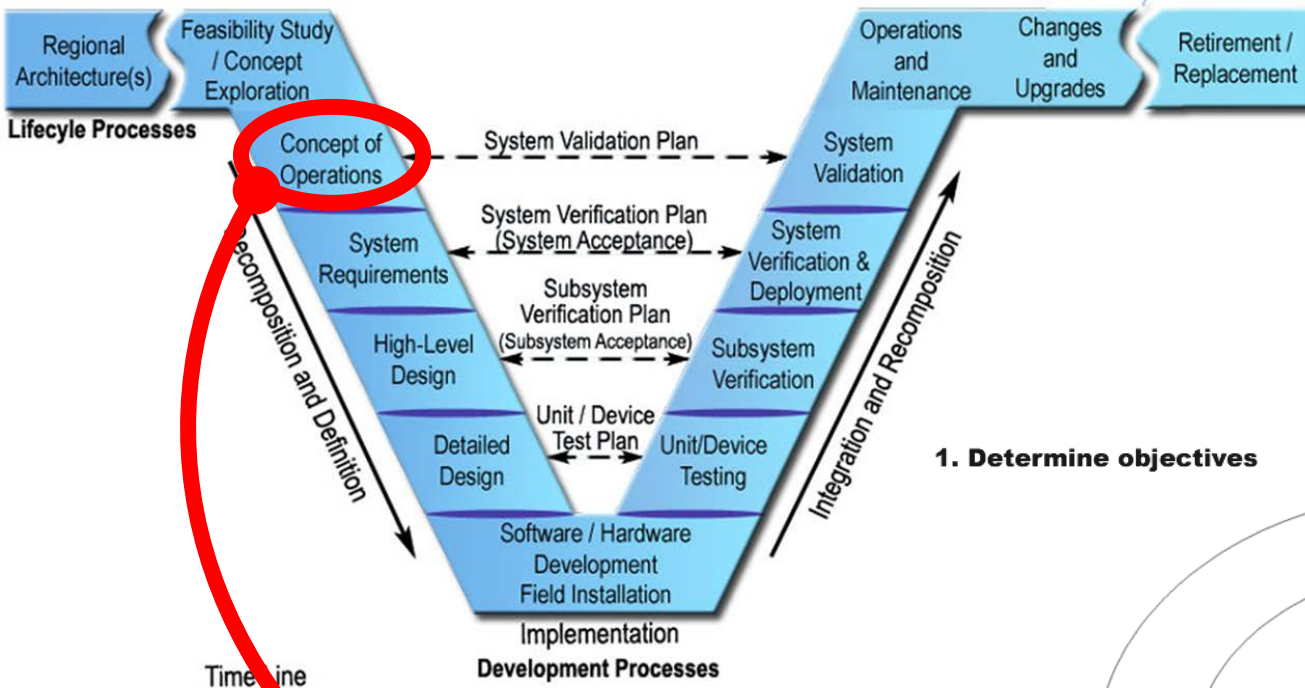 Regional
Architecture(s)
Feasibility Study
/ Concept
Exploration
Operations
and
Maintenance
Changes
and
Upgrades
Retirement /
Replacement
Lifecyle Processes
Concept of
Operations
System Validation Plan
System
Validation
System
Requirements
System Verification Plan
(System Acceptance)
System
Verification &
Deployment
High-Level
Design
Subsystem
Verification Plan
(Subsystem Acceptance)
Subsystem
Verification
Detailed
Design
Unit / Device
Test Plan
Unit/Device
Testing
Decomposition and Definition
Integration and Recomposition
1. Determine objectives
Software / Hardware
Development
Field Installation
Implementation
Development Processes
Time Line